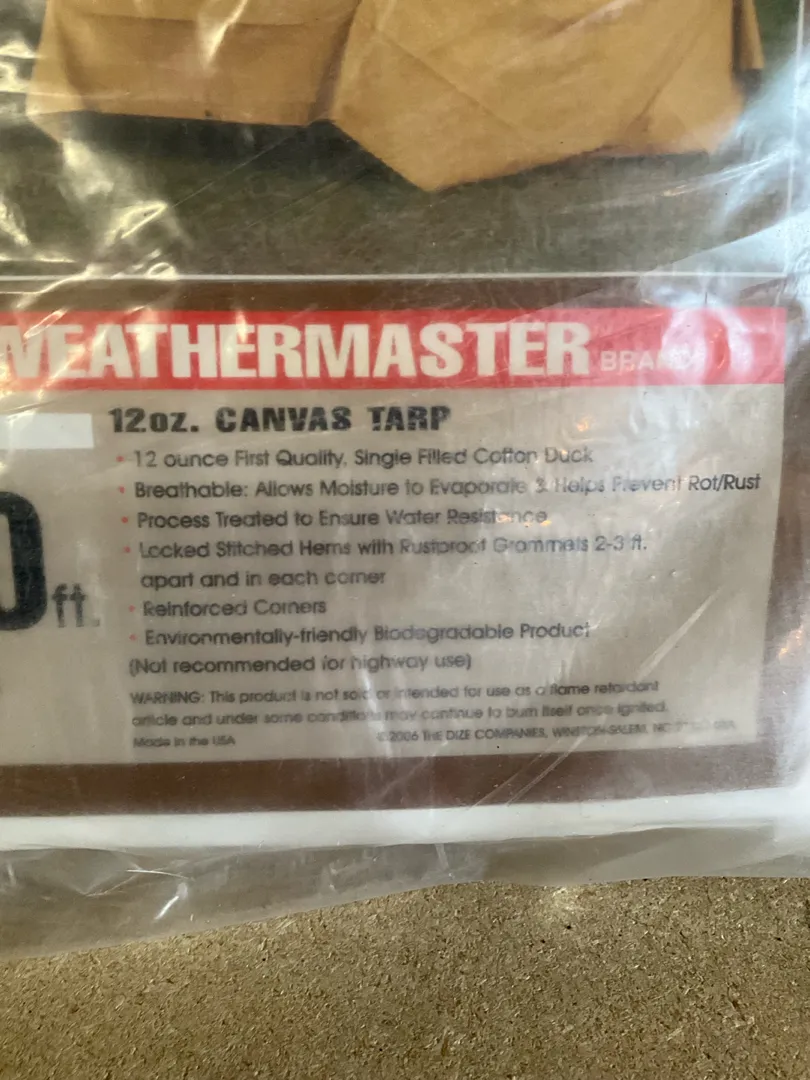 WEATHERMASTER BRAND
12oz. CANVAS TARP
• 12 ounce First Quality, Single Filled Cotton Duck
• Breathable: Allows Moisture to Evaporate & Helps Prevent Rot/Rust
• Process Treated to Ensure Water Resistance
• Locked Stitched Hems with Rustproof Grommets 2-3 ft.
apart and in each corner
0ft.
• Reinforced Corners
• Environmentally-friendly Biodegradable Product
(Not recommended for highway use)
WARNING: This product is not sold or intended for use as a flame retardant
article and under some conditions may continue to burn itself once ignited.
Made in the USA ©2006 THE DIZE COMPANIES, WINSTON-SALEM, NC USA